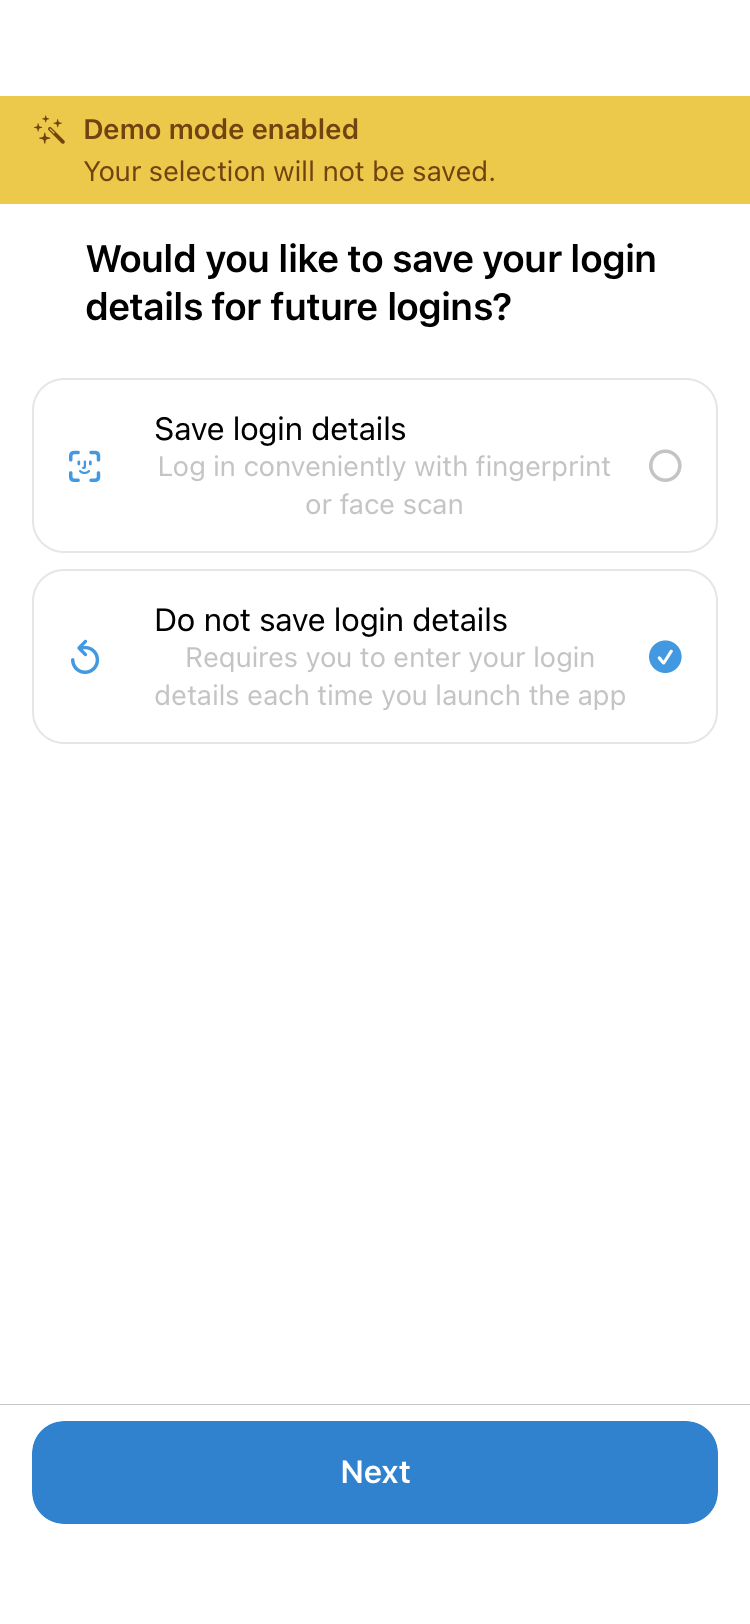 Demo mode enabled
Your selection will not be saved.
Would you like to save your login
details for future logins?
Save login details
Log in conveniently with fingerprint
or face scan
Do not save login details
Requires you to enter your login
details each time you launch the app
Next